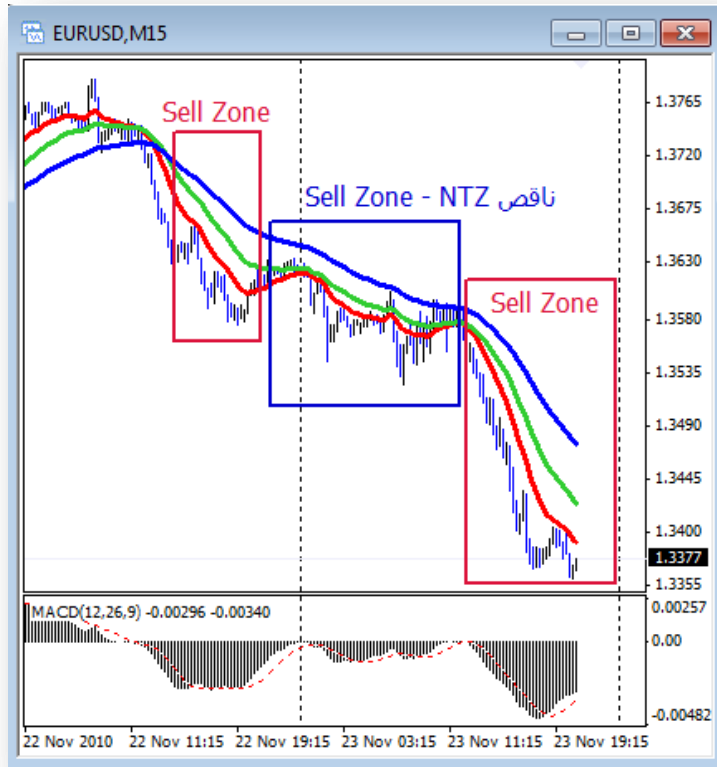 EURUSD,M15
Sell Zone
Sell Zone - NTZ ناقص
Sell Zone
1.3765
1.3720
1.3675
1.3630
1.3580
1.3535
1.3490
1.3445
1.3400
1.3377
1.3355
MACD(12,26,9) -0.00296 -0.00340
0.00257
0.00
-0.00482
22 Nov 2010 22 Nov 11:15 22 Nov 19:15 23 Nov 03:15 23 Nov 11:15 23 Nov 19:15